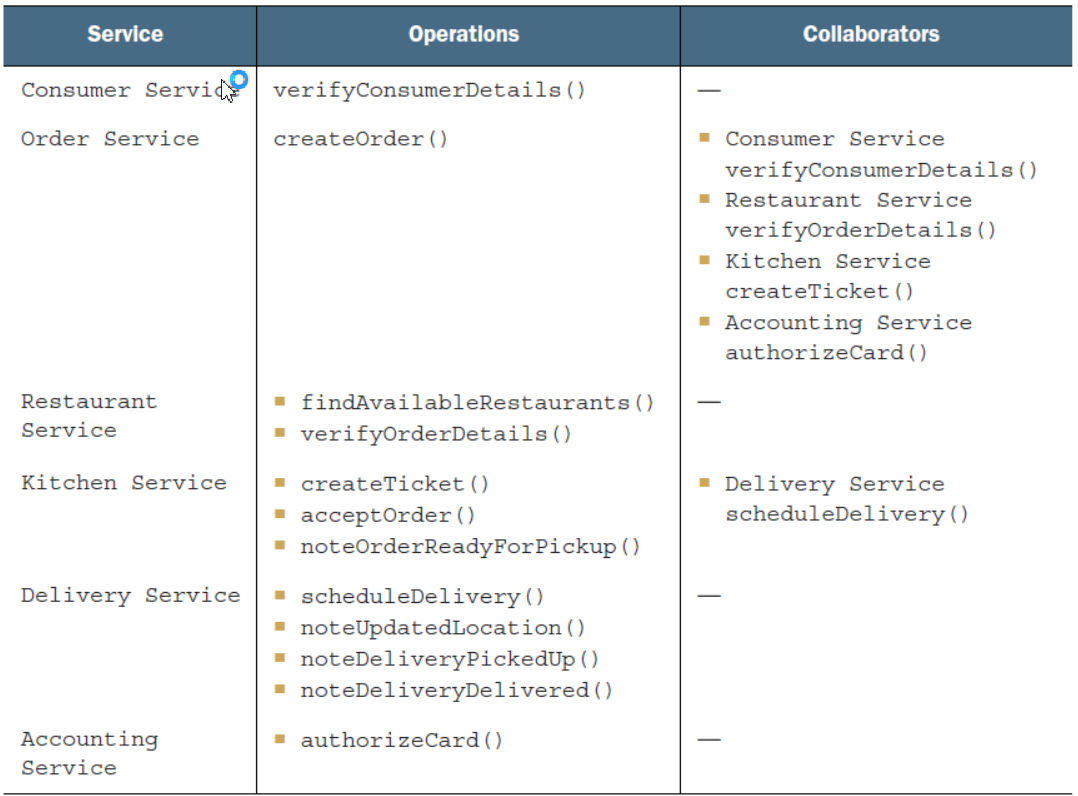 Service Operations Collaborators
Consumer Service verifyConsumerDetails() —
Order Service createOrder() ■ Consumer Service
verifyConsumerDetails()
■ Restaurant Service
verifyOrderDetails()
■ Kitchen Service
createTicket()
■ Accounting Service
authorizeCard()
Restaurant ■ findAvailableRestaurants() —
Service ■ verifyOrderDetails()
Kitchen Service ■ createTicket() ■ Delivery Service
■ acceptOrder() scheduleDelivery()
■ noteOrderReadyForPickup()
Delivery Service ■ scheduleDelivery() —
■ noteUpdatedLocation()
■ noteDeliveryPickedUp()
■ noteDeliveryDelivered()
Accounting ■ authorizeCard() —
Service